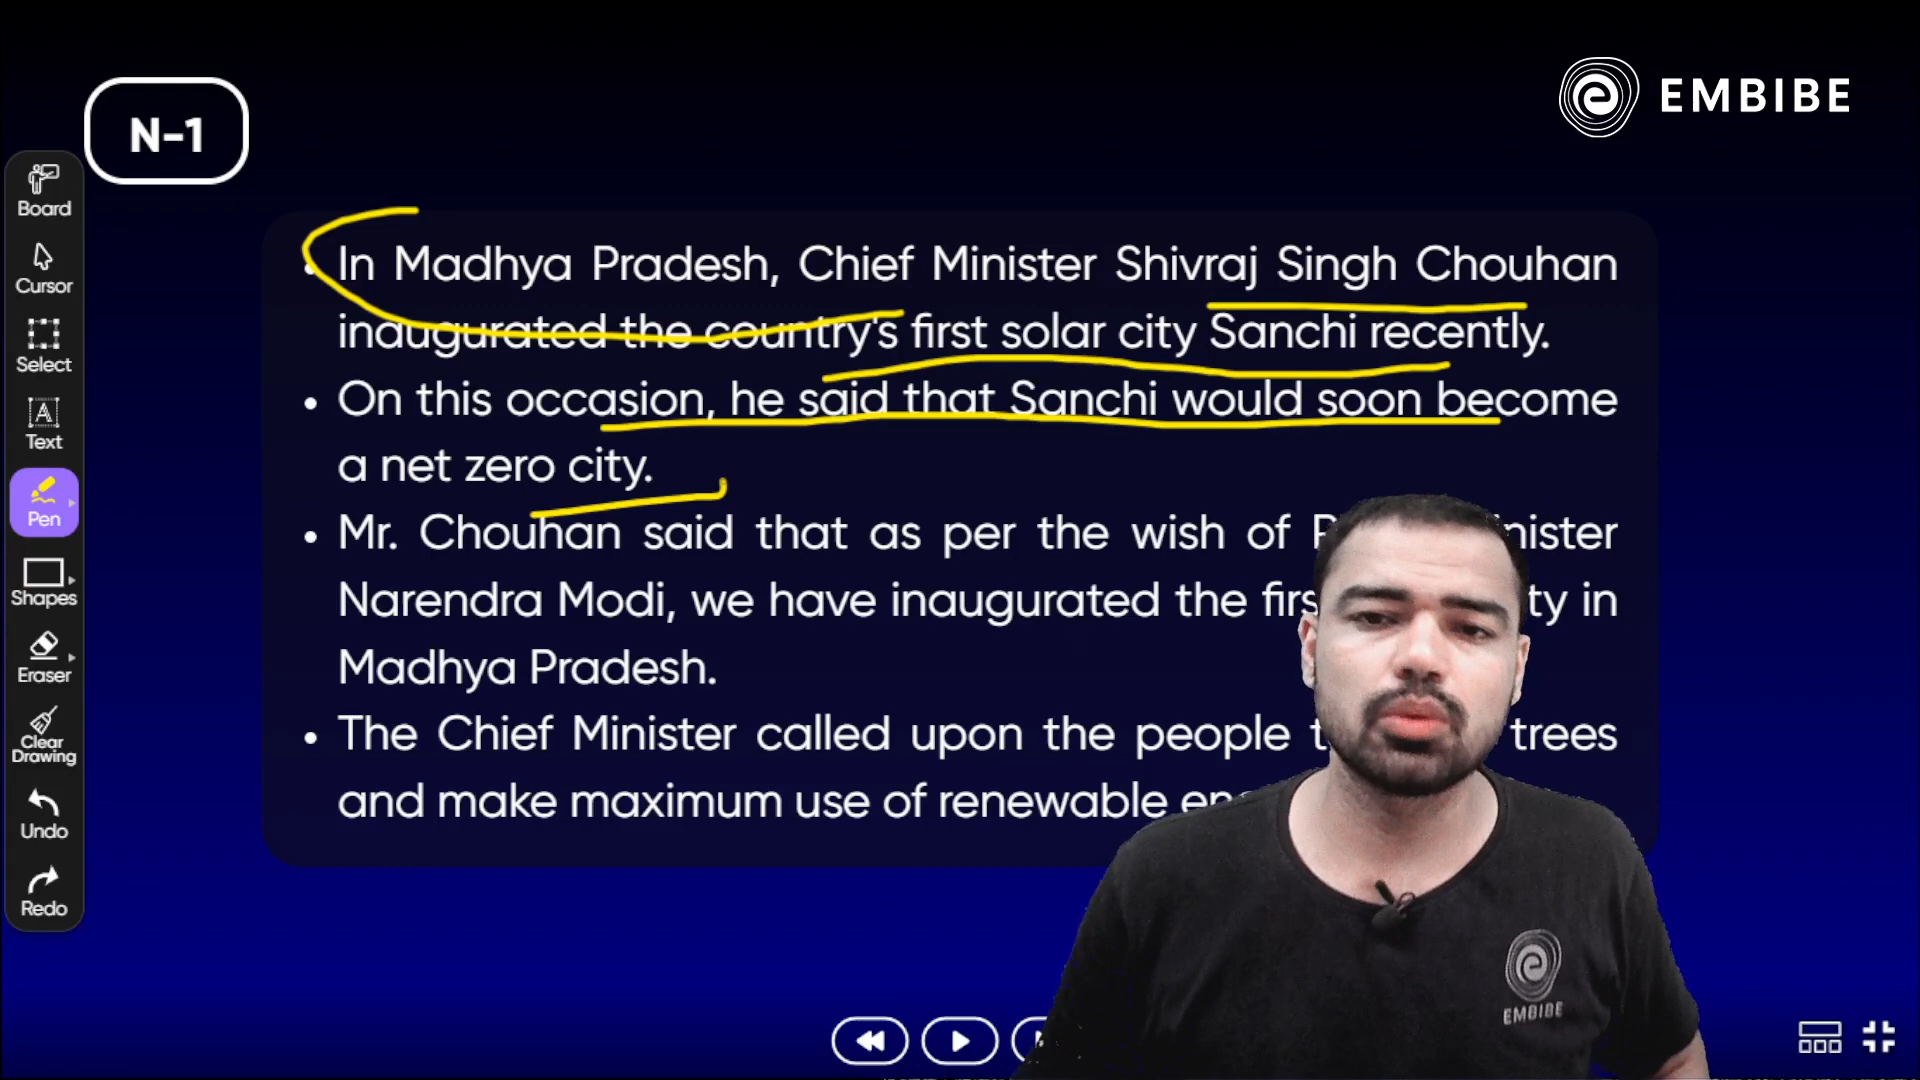 EMBIBE
N-1
Board
Cursor
Select
Text
Pen
Shapes
Eraser
Clear
Drawing
Undo
Redo
• In Madhya Pradesh, Chief Minister Shivraj Singh Chouhan
inaugurated the country's first solar city Sanchi recently.
• On this occasion, he said that Sanchi would soon become
a net zero city.
• Mr. Chouhan said that as per the wish of
Narendra Modi, we have inaugurated the in
Madhya Pradesh.
• The Chief Minister called upon the people trees
and make maximum use of renewable
EMBIBE